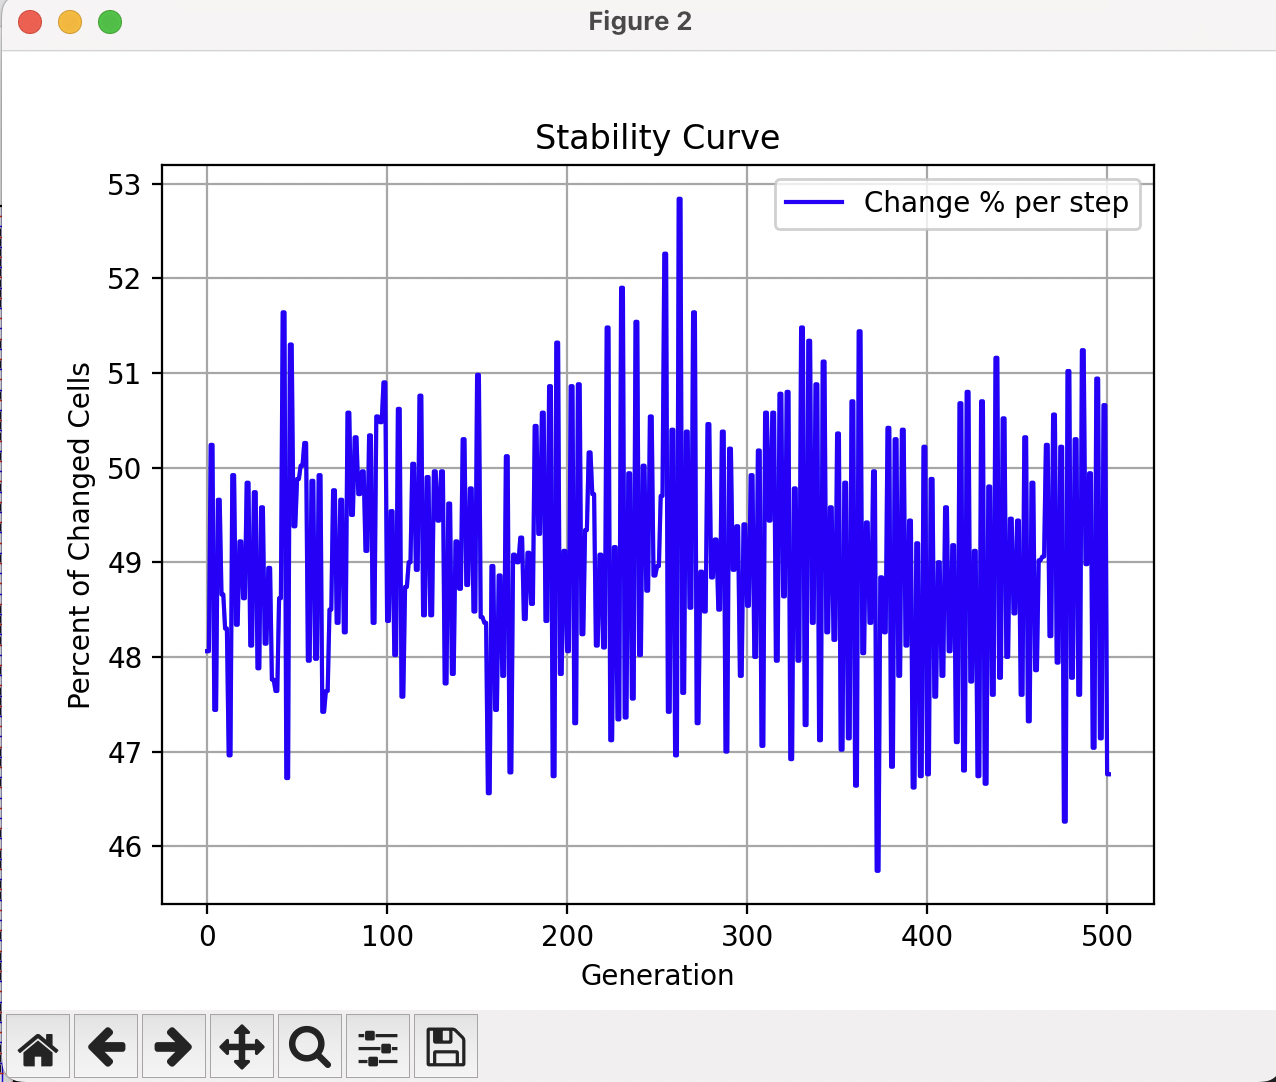 Figure 2
Stability Curve
Change % per step
53
52
51
50
49
48
47
46
Percent of Changed Cells
0 100 200 300 400 500
Generation